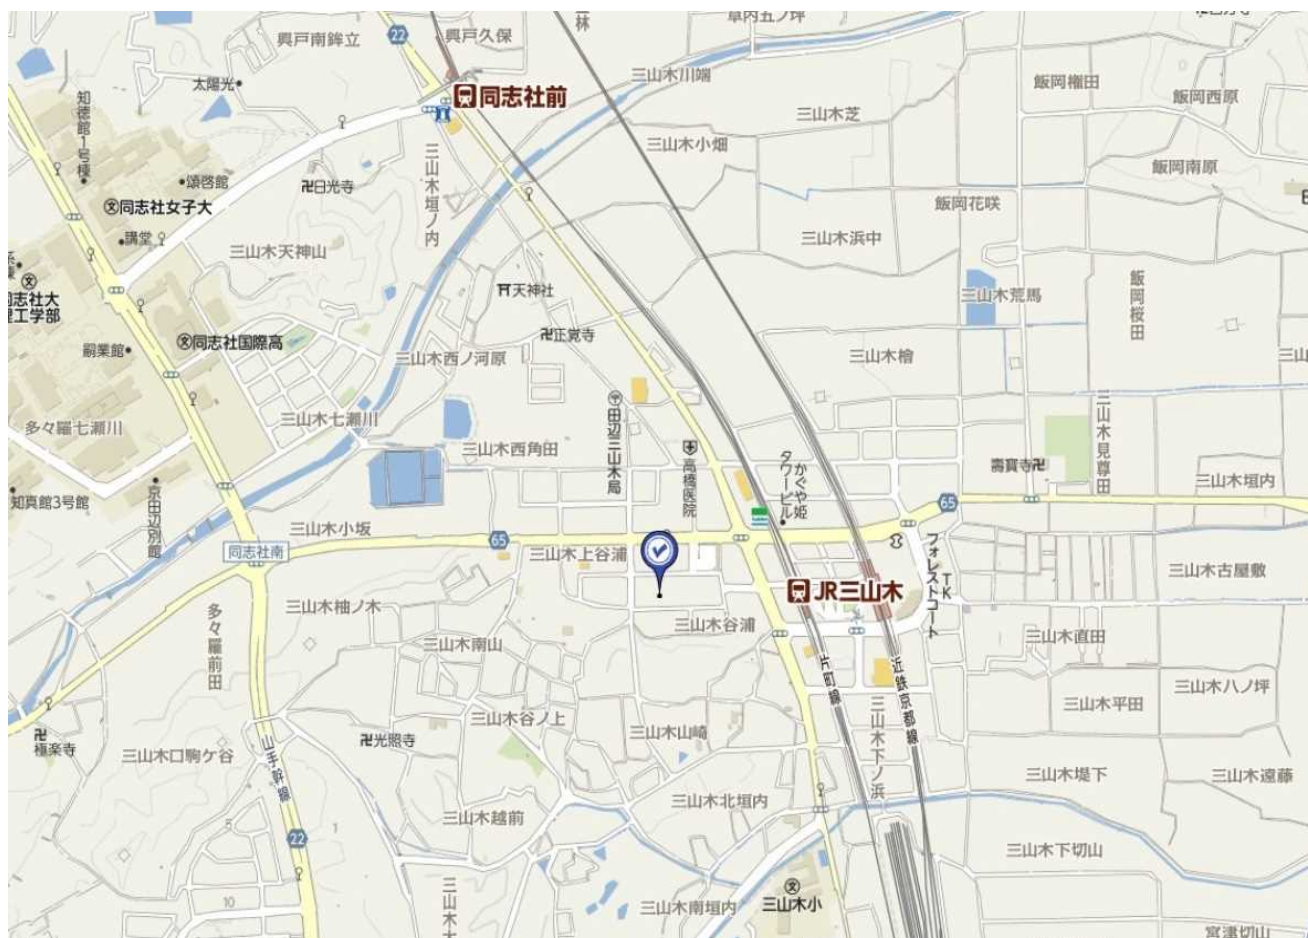 草内五ノ坪
22
興戸久保
興戸南鉾立
三山木川端
太陽光
同志社前
飯岡権田
飯岡西原
知徳館1号棟
三山木芝
三山木小畑
三山木垣ノ内
飯岡南原
頌啓館
卍日光寺
同志社女子大
飯岡花咲
講堂
三山木天神山
三山木浜中
同志社大
理工学部
天神社
三山木荒馬
飯岡桜田
同志社国際高
卍正覚寺
嗣業館
三山木西ノ河原
三山木檜
三山木七瀬川
多々羅七瀬川
田辺三山木局
三山木見尊田
三山木西角田
高橋医院
かぐや姫
タワービル
壽寶寺卍
三山木垣内
知真館3号館
京田辺別館
65
三山木小坂
65
同志社南
三山木上谷浦
フォレストコート
TK
三山木古屋敷
JR三山木
三山木柚ノ木
三山木谷浦
多々羅前田
三山木南山
三山木直田
片町線
近鉄京都線
三山木八ノ坪
三山木平田
三山木谷ノ上
三山木山崎
三山木下ノ浜
卍
極楽寺
卍光照寺
三山木口駒ケ谷
山手幹線
三山木堤下
三山木遠藤
三山木北垣内
三山木越前
22
5
1
三山木下切山
10
三山木南垣内
三山木小
宮津切山